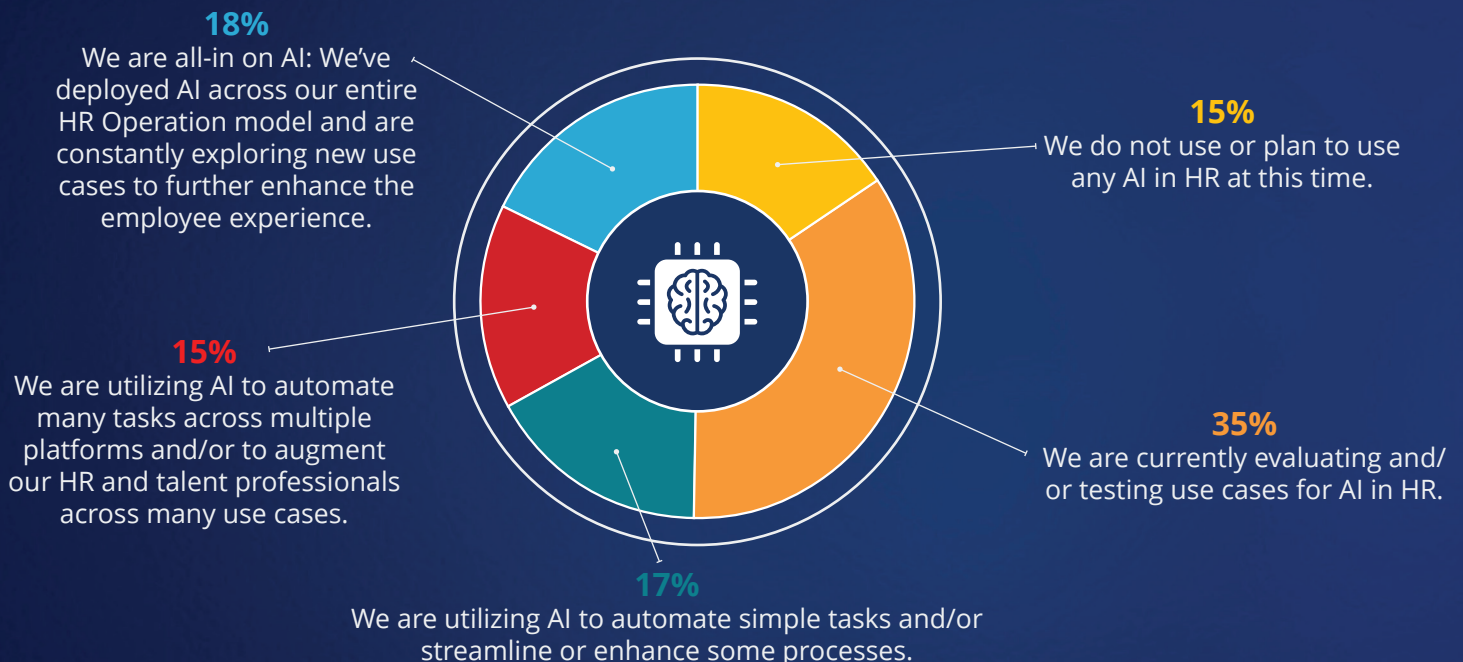 18%
We are all-in on AI: We’ve
deployed AI across our entire
HR Operation model and are
constantly exploring new use
cases to further enhance the
employee experience.
15%
We do not use or plan to use
any AI in HR at this time.
15%
We are utilizing AI to automate
many tasks across multiple
platforms and/or to augment
our HR and talent professionals
across many use cases.
35%
We are currently evaluating and/
or testing use cases for AI in HR.
17%
We are utilizing AI to automate simple tasks and/or
streamline or enhance some processes.